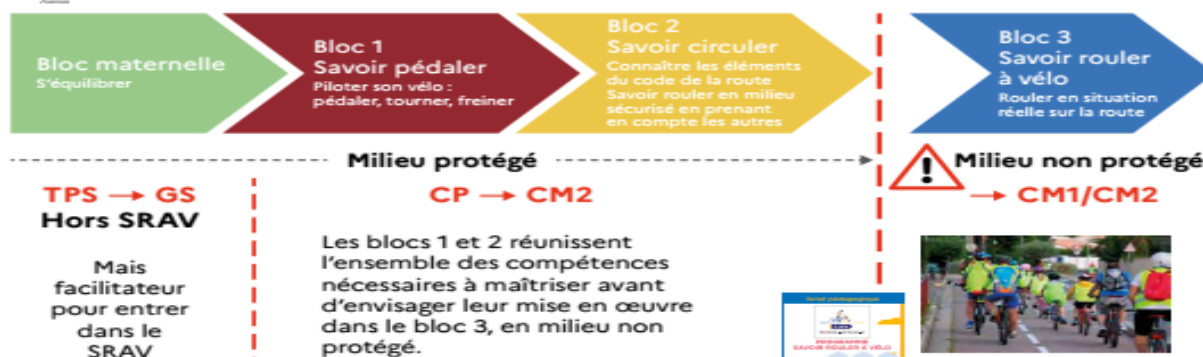 Bloc maternelle
S'équilibrer
Bloc 1
Savoir pédaler
Piloter son vélo :
pédaler, tourner, freiner
Bloc 2
Savoir circuler
Connaître les éléments
du code de la route
Savoir rouler en milieu
sécurisé en prenant
en compte les autres
Bloc 3
Savoir rouler
à vélo
Rouler en situation
réelle sur la route
Milieu protégé
! Milieu non protégé
TPS → GS
Hors SRAV
Mais
facilitateur
pour entrer
dans le
SRAV
CP → CM2
Les blocs 1 et 2 réunissent
l'ensemble des compétences
nécessaires à maîtriser avant
d'envisager leur mise en œuvre
dans le bloc 3, en milieu non
protégé.
→ CM1/CM2
PROGRAMME
SAVOIR ROULER À VÉLO